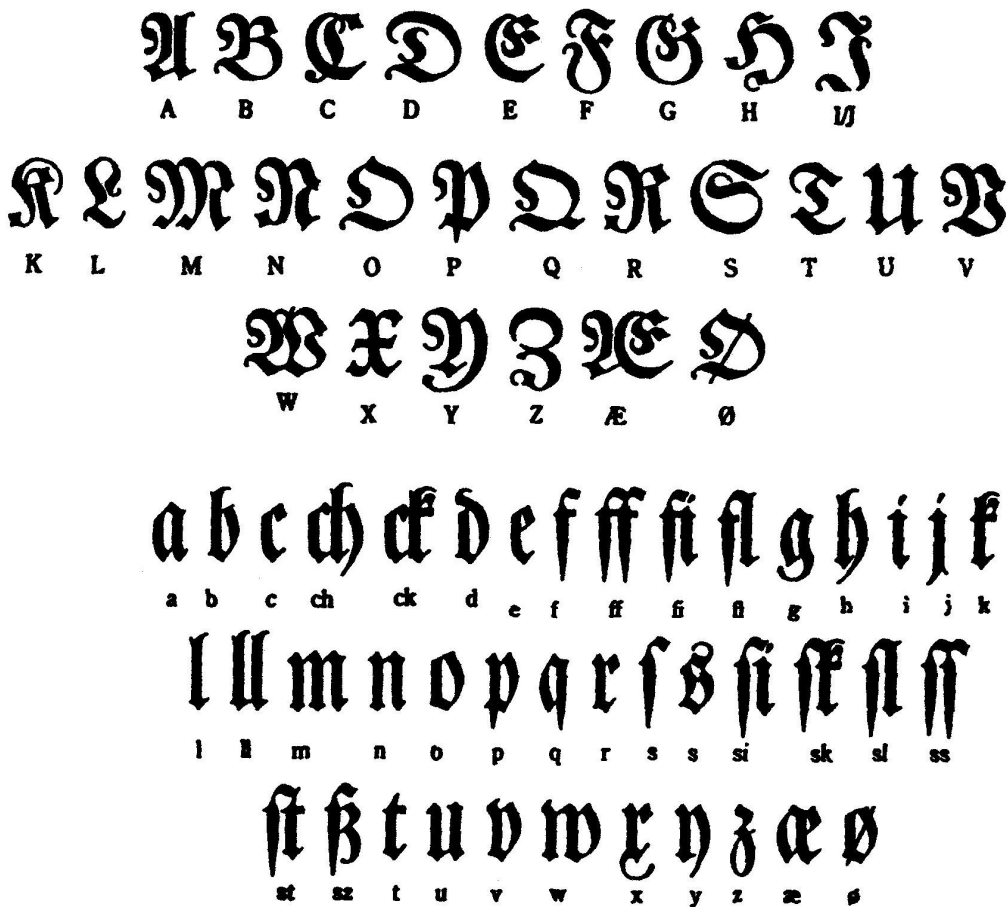 A B C D E F G H I
A B C D E F G H I/J
K L M N O P Q R S T U V
K L M N O P Q R S T U V
W X Y Z Æ Ø
W X Y Z Æ Ø
a b c ch ck d e f ff fi fl g h i j k
a b c ch ck d e f ff fi fl g h i j k
l ll m n o p q r ſ s ſi ſk ſl ſſ
l ll m n o p q r s s si sk sl ss
ſt ß t u v w x y z æ ø
st sz t u v w x y z æ ø